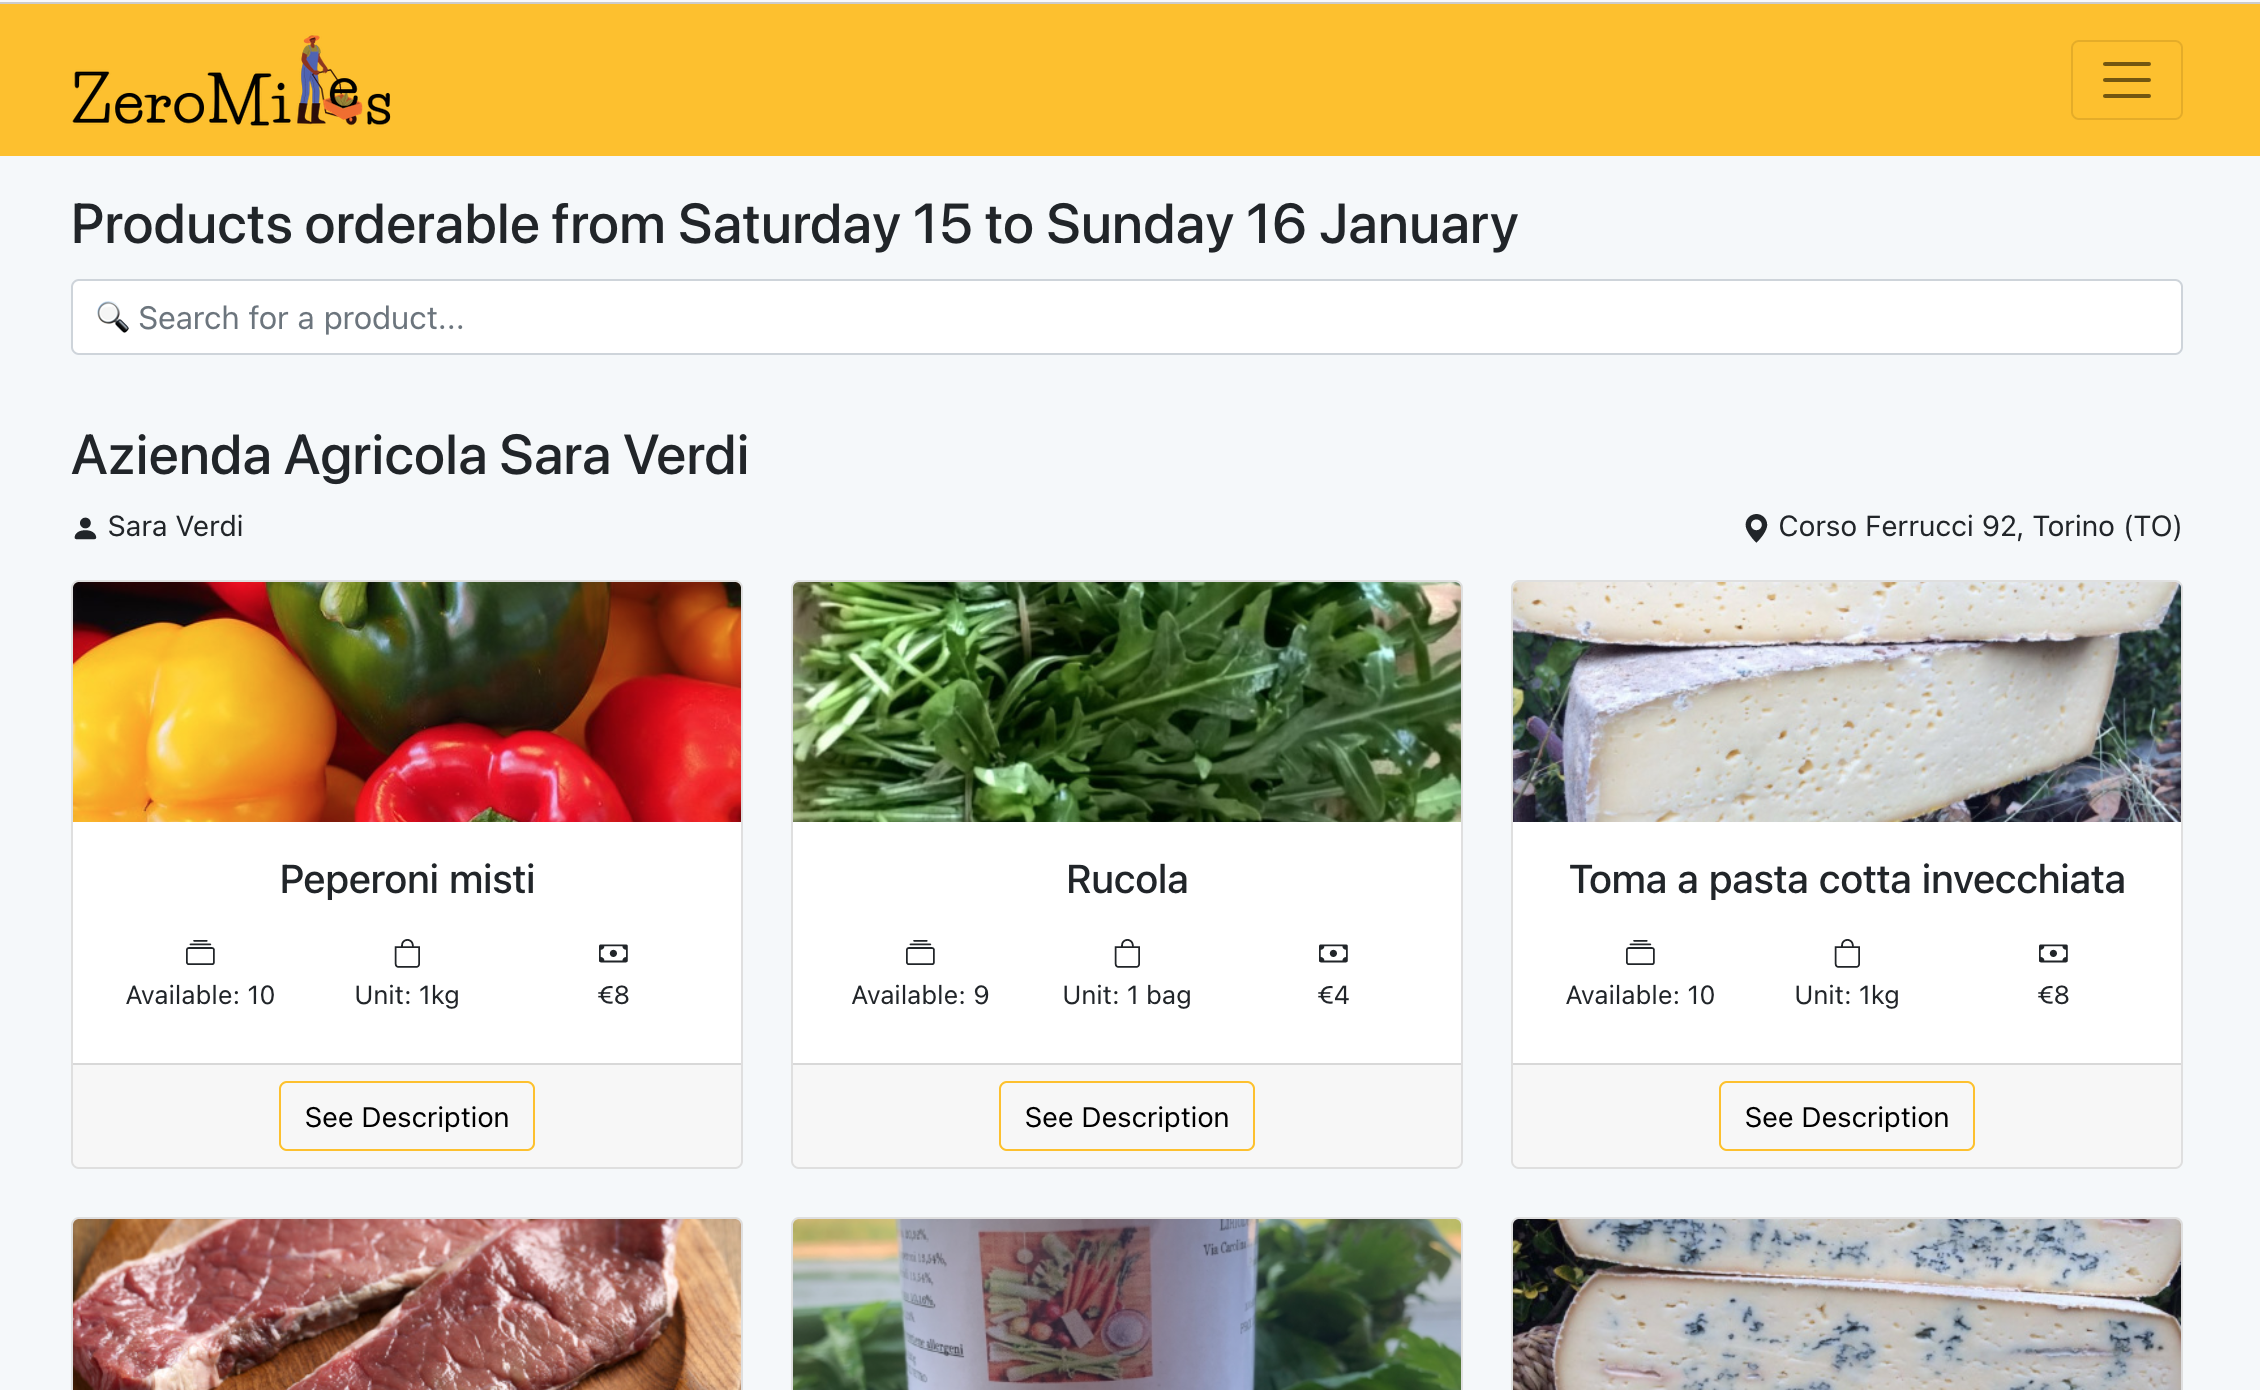 ZeroMiles
Products orderable from Saturday 15 to Sunday 16 January
🔍 Search for a product...
Azienda Agricola Sara Verdi
Sara Verdi
Corso Ferrucci 92, Torino (TO)
Peperoni misti
Available: 10
Unit: 1kg
€8
See Description
Rucola
Available: 9
Unit: 1 bag
€4
See Description
Toma a pasta cotta invecchiata
Available: 10
Unit: 1kg
€8
See Description
Via
allergeni